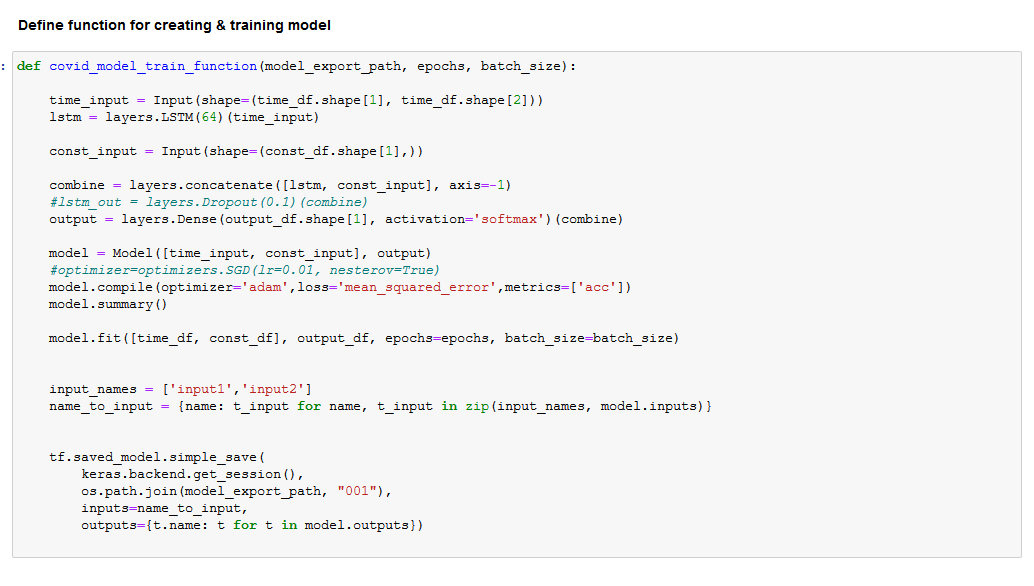 Define function for creating & training model
: def covid_model_train_function(model_export_path, epochs, batch_size):
time_input = Input(shape=(time_df.shape[1], time_df.shape[2]))
lstm = layers.LSTM(64)(time_input)
const_input = Input(shape=(const_df.shape[1],))
combine = layers.concatenate([lstm, const_input], axis=-1)
#lstm_out = layers.Dropout(0.1)(combine)
output = layers.Dense(output_df.shape[1], activation='softmax')(combine)
model = Model([time_input, const_input], output)
#optimizer=optimizers.SGD(lr=0.01, nesterov=True)
model.compile(optimizer='adam',loss='mean_squared_error',metrics=['acc'])
model.summary()
model.fit([time_df, const_df], output_df, epochs=epochs, batch_size=batch_size)
input_names = ['input1','input2']
name_to_input = {name: t_input for name, t_input in zip(input_names, model.inputs)}
tf.saved_model.simple_save(
keras.backend.get_session(),
os.path.join(model_export_path, "001"),
inputs=name_to_input,
outputs={t.name: t for t in model.outputs})